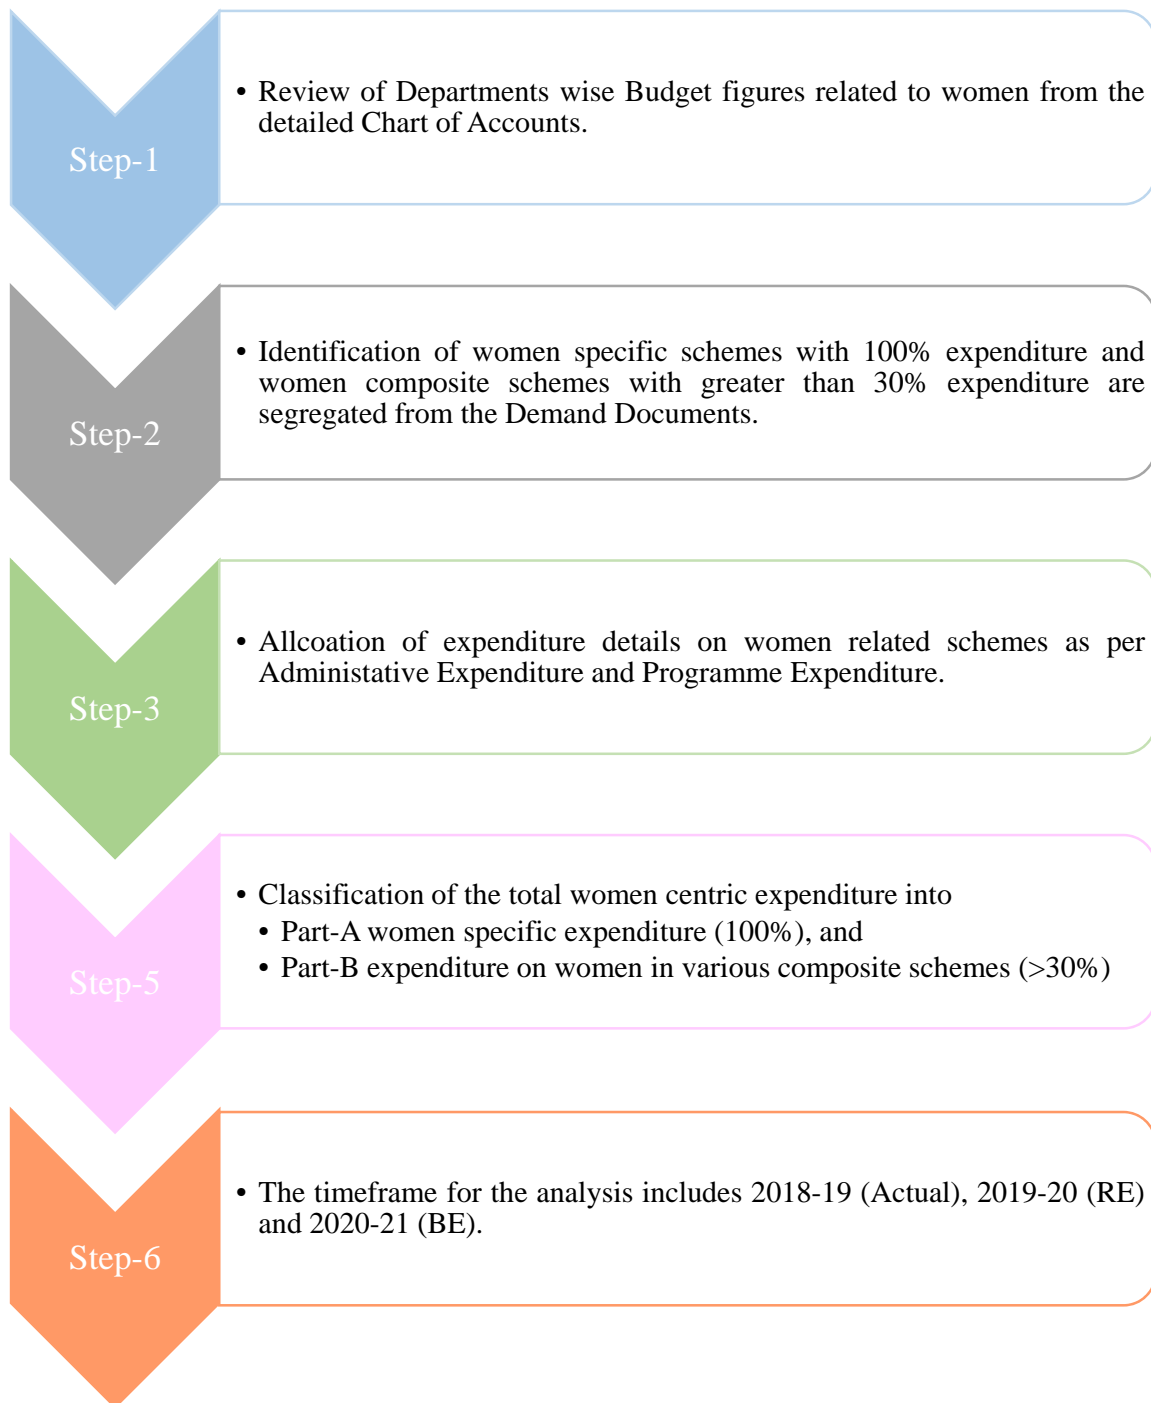 Step-1
• Review of Departments wise Budget figures related to women from the
detailed Chart of Accounts.
Step-2
• Identification of women specific schemes with 100% expenditure and
women composite schemes with greater than 30% expenditure are
segregated from the Demand Documents.
Step-3
• Allcoation of expenditure details on women related schemes as per
Administative Expenditure and Programme Expenditure.
Step-5
• Classification of the total women centric expenditure into
• Part-A women specific expenditure (100%), and
• Part-B expenditure on women in various composite schemes (>30%)
Step-6
• The timeframe for the analysis includes 2018-19 (Actual), 2019-20 (RE)
and 2020-21 (BE).